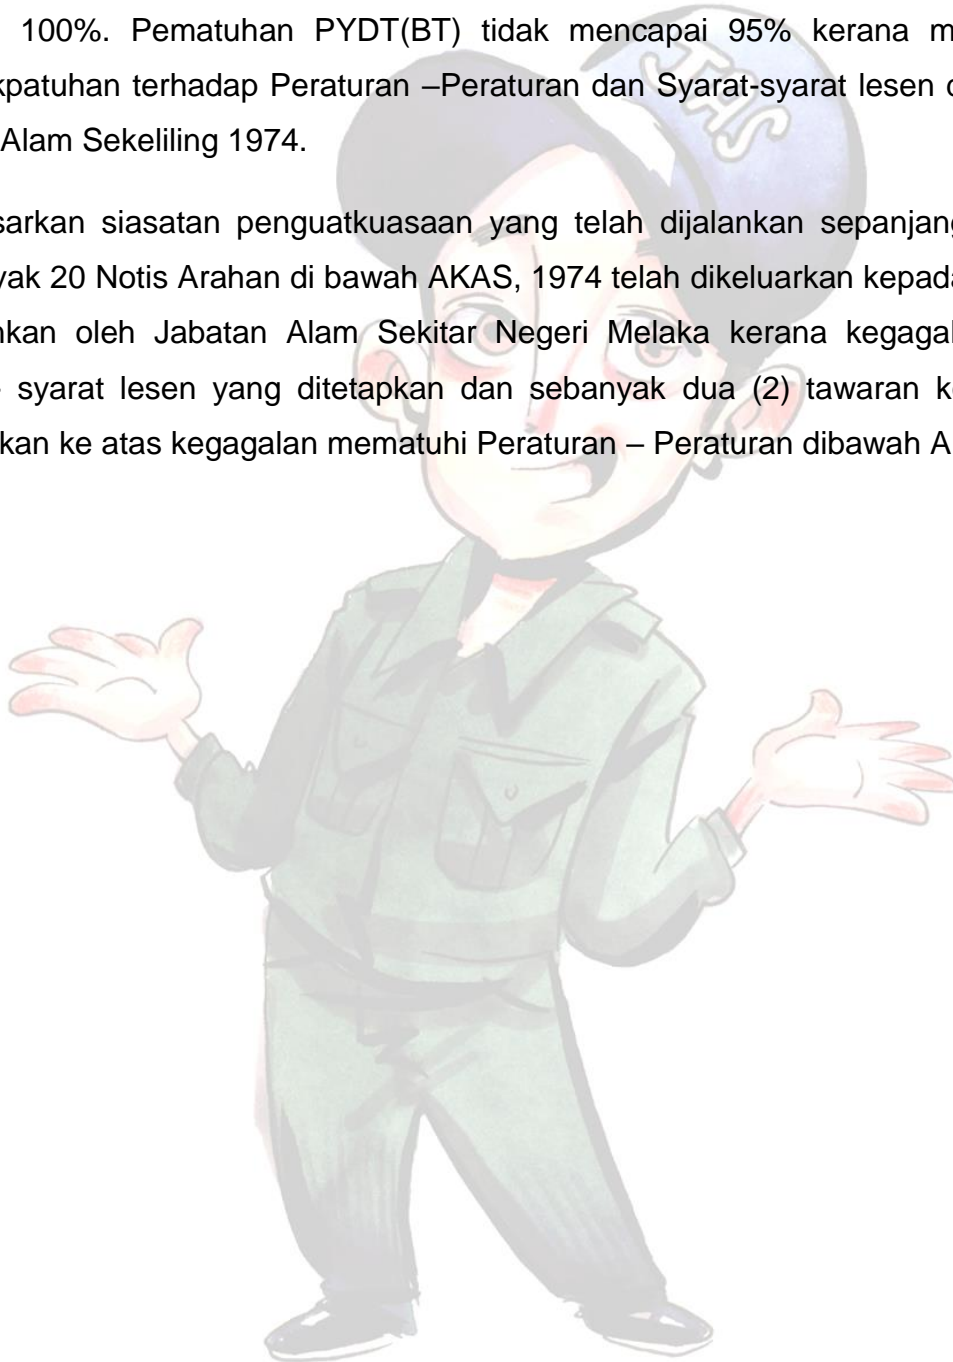 100%. Pematuhan PYDT(BT) tidak mencapai 95% kerana m
kpatuhan terhadap Peraturan –Peraturan dan Syarat-syarat lesen
Alam Sekeliling 1974.
sarkan siasatan penguatkuasaan yang telah dijalankan sepanjang
yak 20 Notis Arahan di bawah AKAS, 1974 telah dikeluarkan kepada
nkan oleh Jabatan Alam Sekitar Negeri Melaka kerana kegagal
syarat lesen yang ditetapkan dan sebanyak dua (2) tawaran k
kan ke atas kegagalan mematuhi Peraturan – Peraturan dibawah A
JAS